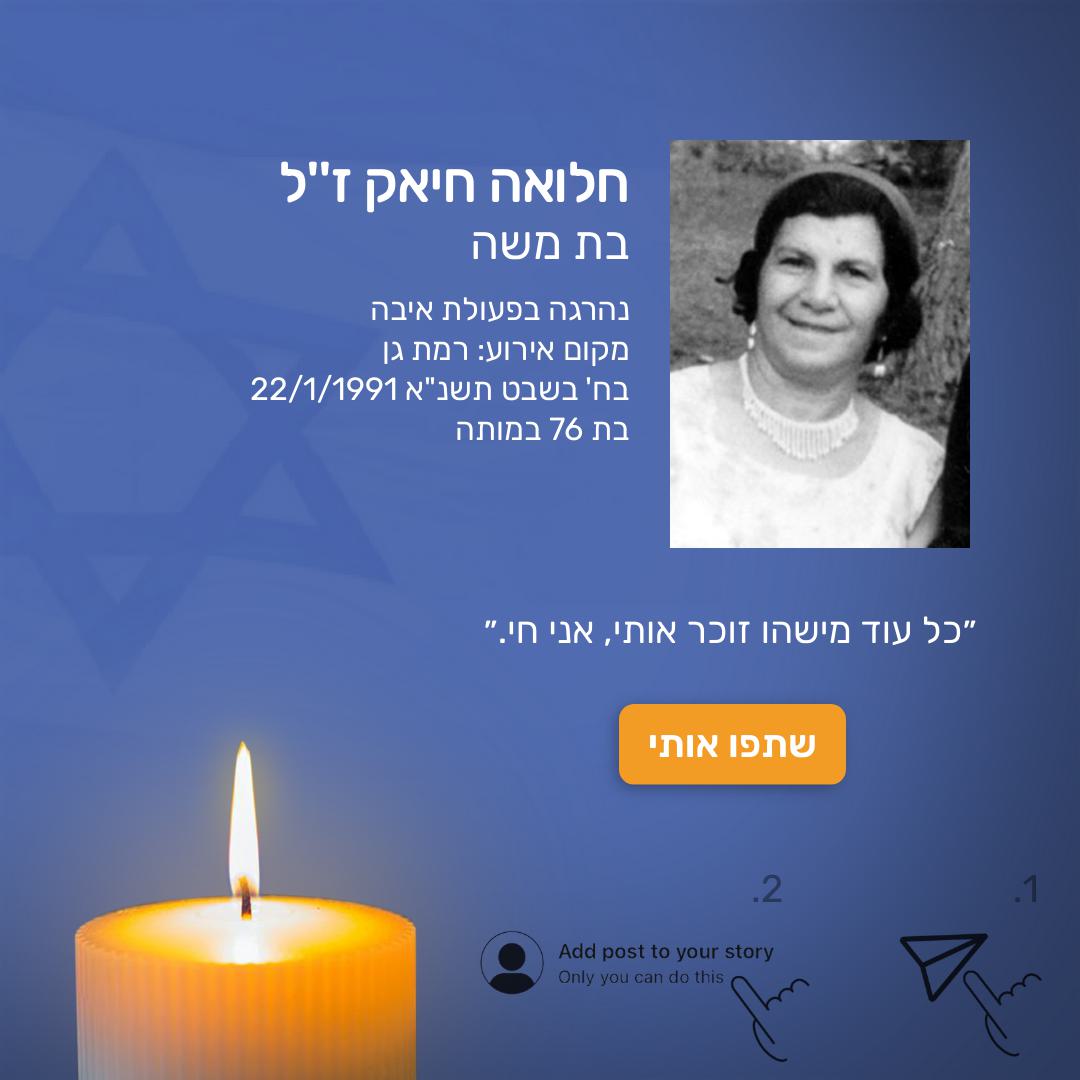 חלואה חיאק ז"ל
בת משה
נהרגה בפעולת איבה
מקום אירוע: רמת גן
בח' בשבט תשנ"א 22/1/1991
בת 76 במותה
״כל עוד מישהו זוכר אותי, אני חי.״
שתפו אותי
1.
2.
Add post to your story
Only you can do this